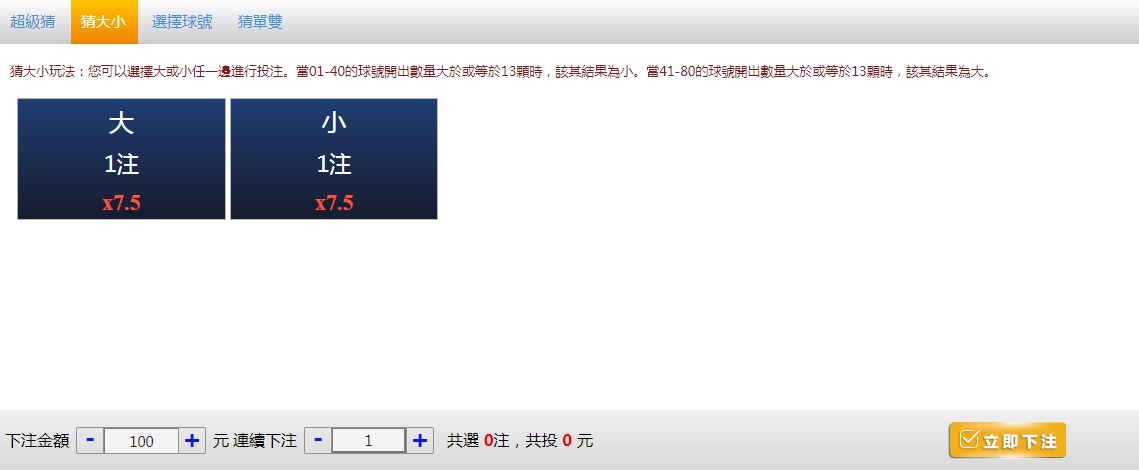 超級猜 猜大小 選擇球號 猜單雙
猜大小玩法：您可以選擇大或小任一邊進行投注。當01-40的球號開出數量大於或等於13顆時，該其結果為小。當41-80的球號開出數量大於或等於13顆時，該其結果為大。
大
1注
x7.5
小
1注
x7.5
下注金額 - 100 + 元 連續下注 - 1 + 共選 0注，共投 0 元
立即下注